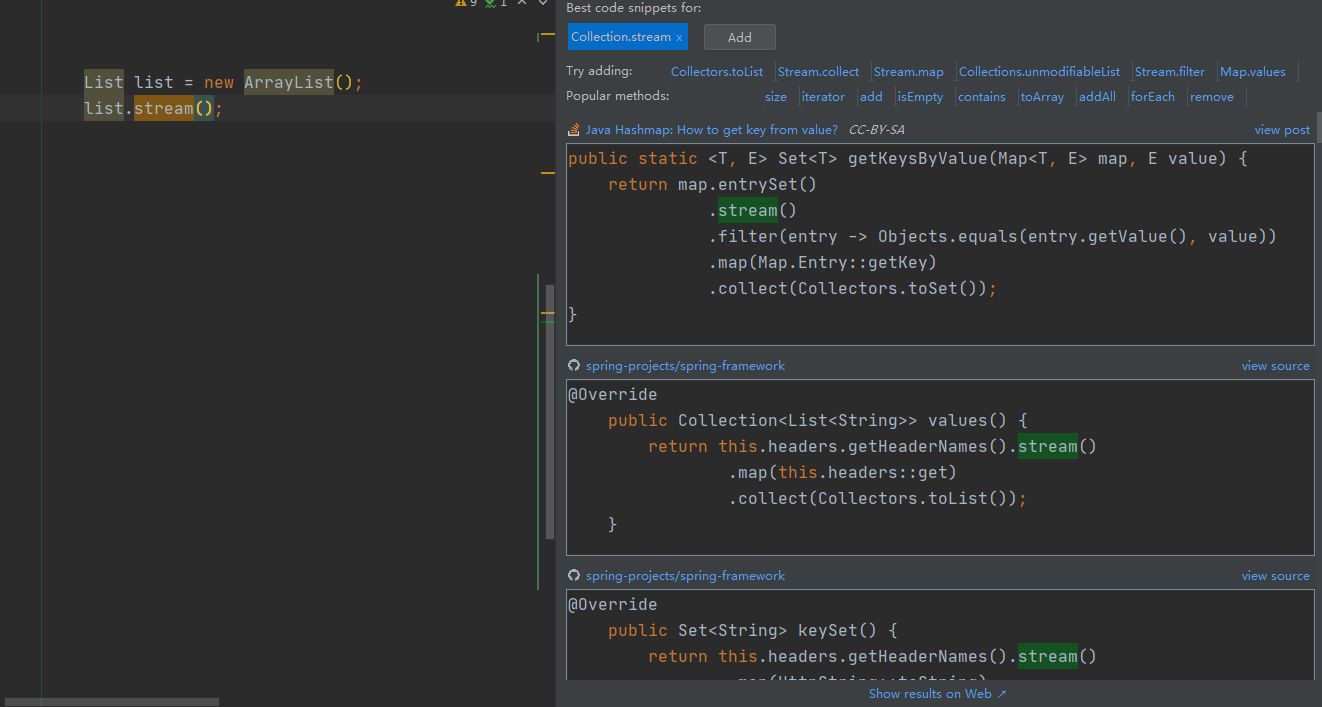 9 1
List list = new ArrayList();
list.stream();
Best code snippets for:
Collection.stream x Add
Try adding: Collectors.toList Stream.collect Stream.map Collections.unmodifiableList Stream.filter Map.values
Popular methods: size iterator add isEmpty contains toArray addAll forEach remove
Java Hashmap: How to get key from value? CC-BY-SA view post
public static <T, E> Set<T> getKeysByValue(Map<T, E> map, E value) {
return map.entrySet()
.stream()
.filter(entry -> Objects.equals(entry.getValue(), value))
.map(Map.Entry::getKey)
.collect(Collectors.toSet());
}
spring-projects/spring-framework view source
@Override
public Collection<List<String>> values() {
return this.headers.getHeaderNames().stream()
.map(this.headers::get)
.collect(Collectors.toList());
}
spring-projects/spring-framework view source
@Override
public Set<String> keySet() {
return this.headers.getHeaderNames().stream()
.map(HttpString::toString)
Show results on Web ↗